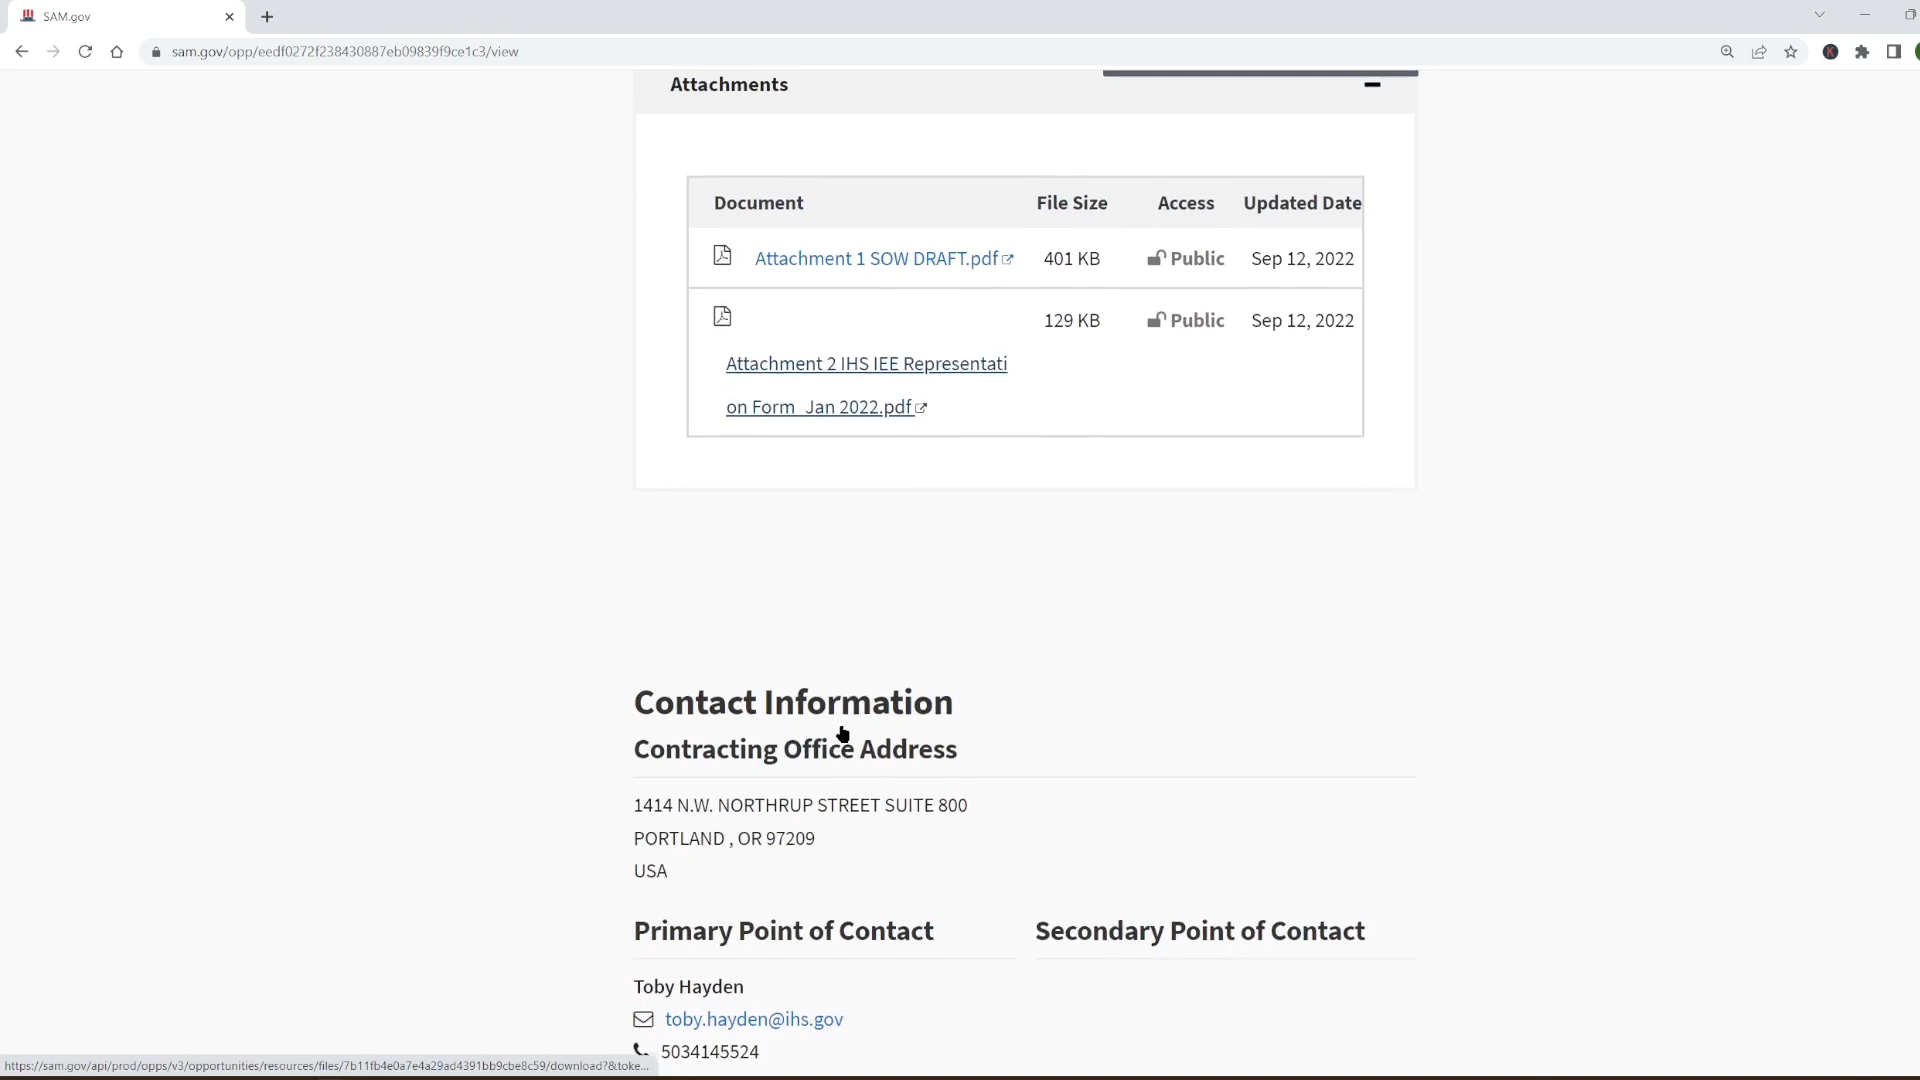 SAM.gov
sam.gov/opp/eedf0272f238430887eb09839f9ce1c3/view
Attachments
Document File Size Access Updated Date
Attachment 1 SOW DRAFT.pdf 401 KB Public Sep 12, 2022
129 KB Public Sep 12, 2022
Attachment 2 IHS IEE Representati
on Form_Jan 2022.pdf
Contact Information
Contracting Office Address
1414 N.W. NORTHRUP STREET SUITE 800
PORTLAND , OR 97209
USA
Primary Point of Contact Secondary Point of Contact
Toby Hayden
toby.hayden@ihs.gov
5034145524
https://sam.gov/api/prod/opps/v3/opportunities/resources/files/7b11fb4e0a7e4a29ad4391bb9cbe8c59/download?&toke...